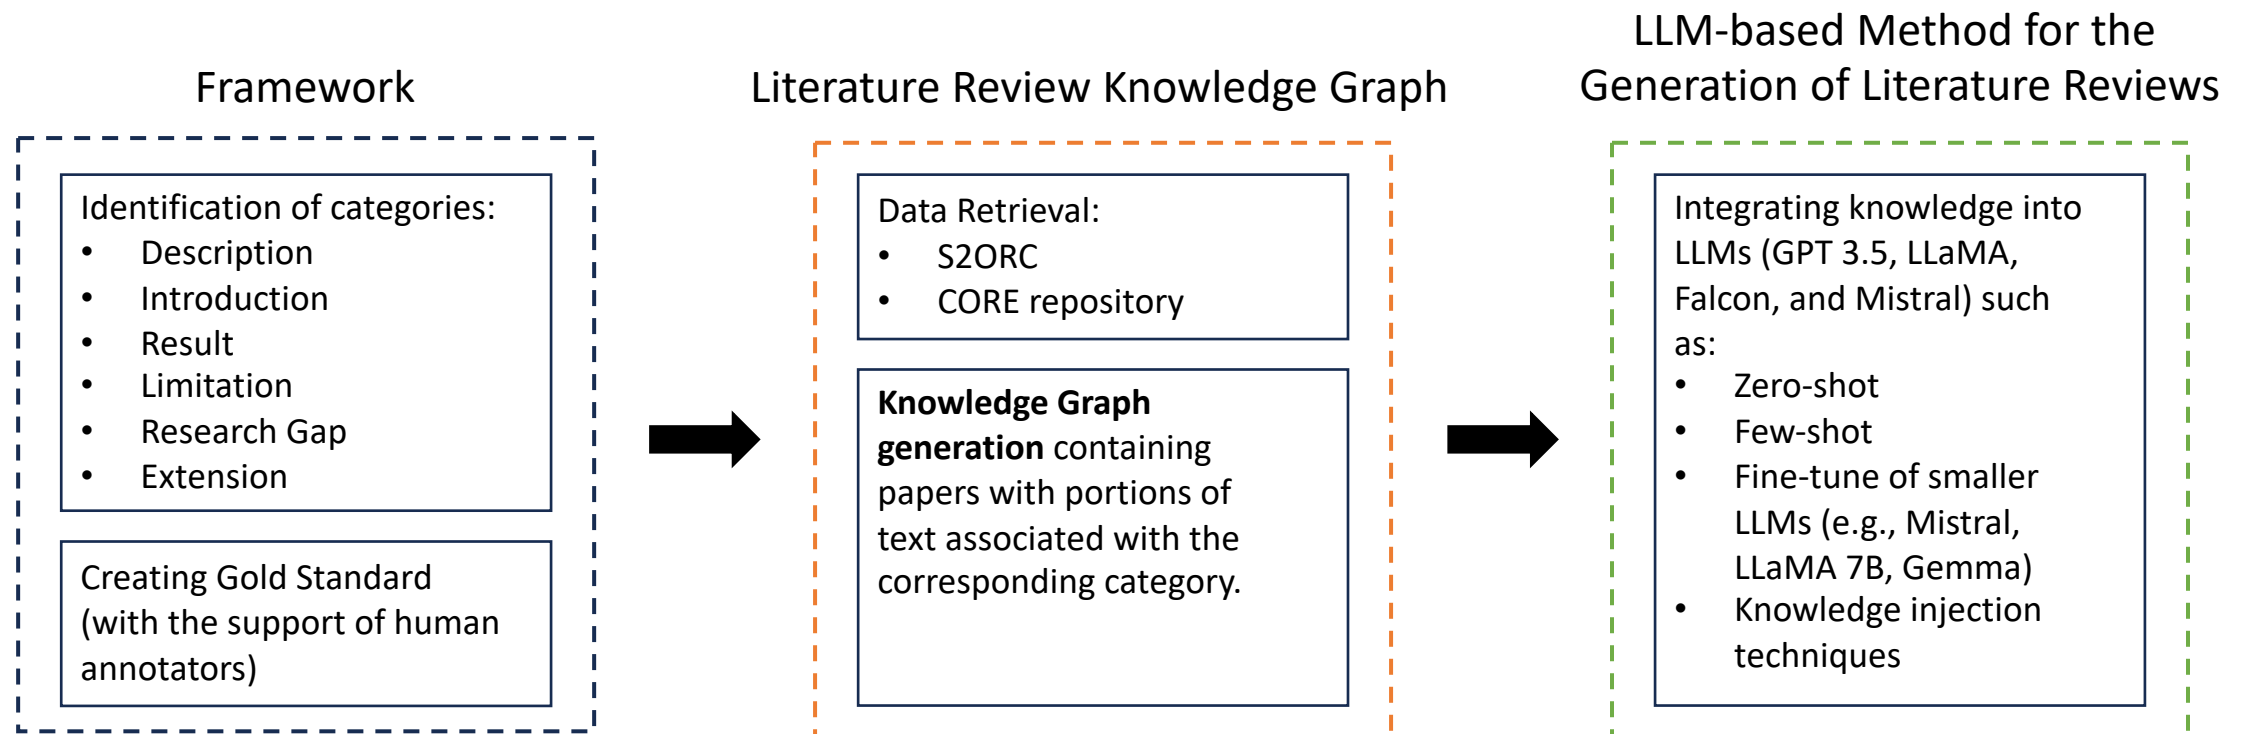 Framework
Identification of categories:
• Description
• Introduction
• Result
• Limitation
• Research Gap
• Extension
Creating Gold Standard
(with the support of human
annotators)
Literature Review Knowledge Graph
Data Retrieval:
• S2ORC
• CORE repository
Knowledge Graph
generation containing
papers with portions of
text associated with the
corresponding category.
LLM-based Method for the
Generation of Literature Reviews
Integrating knowledge into
LLMs (GPT 3.5, LLaMA,
Falcon, and Mistral) such
as:
• Zero-shot
• Few-shot
• Fine-tune of smaller
LLMs (e.g., Mistral,
LLaMA 7B, Gemma)
• Knowledge injection
techniques